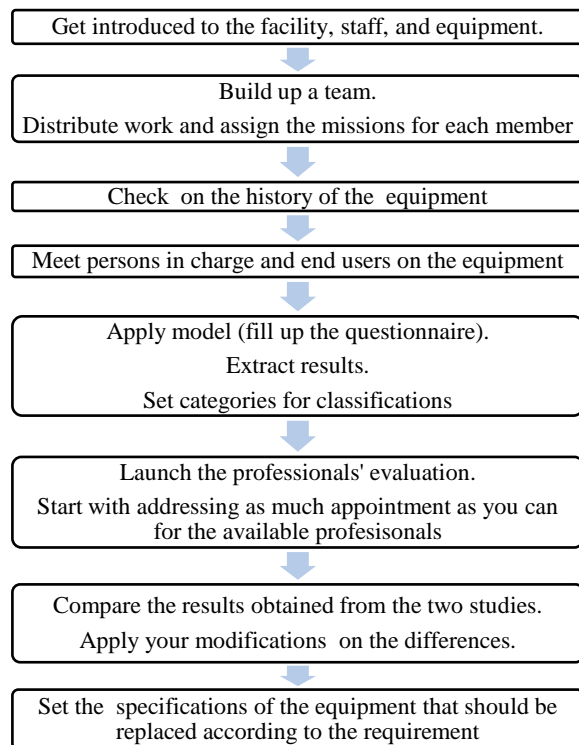 Get introduced to the facility, staff, and equipment.
Build up a team.
Distribute work and assign the missions for each member
Check on the history of the equipment
Meet persons in charge and end users on the equipment
Apply model (fill up the questionnaire).
Extract results.
Set categories for classifications
Launch the professionals' evaluation.
Start with addressing as much appointment as you can
for the available profesisonals
Compare the results obtained from the two studies.
Apply your modifications on the differences.
Set the specifications of the equipment that should be
replaced according to the requirement